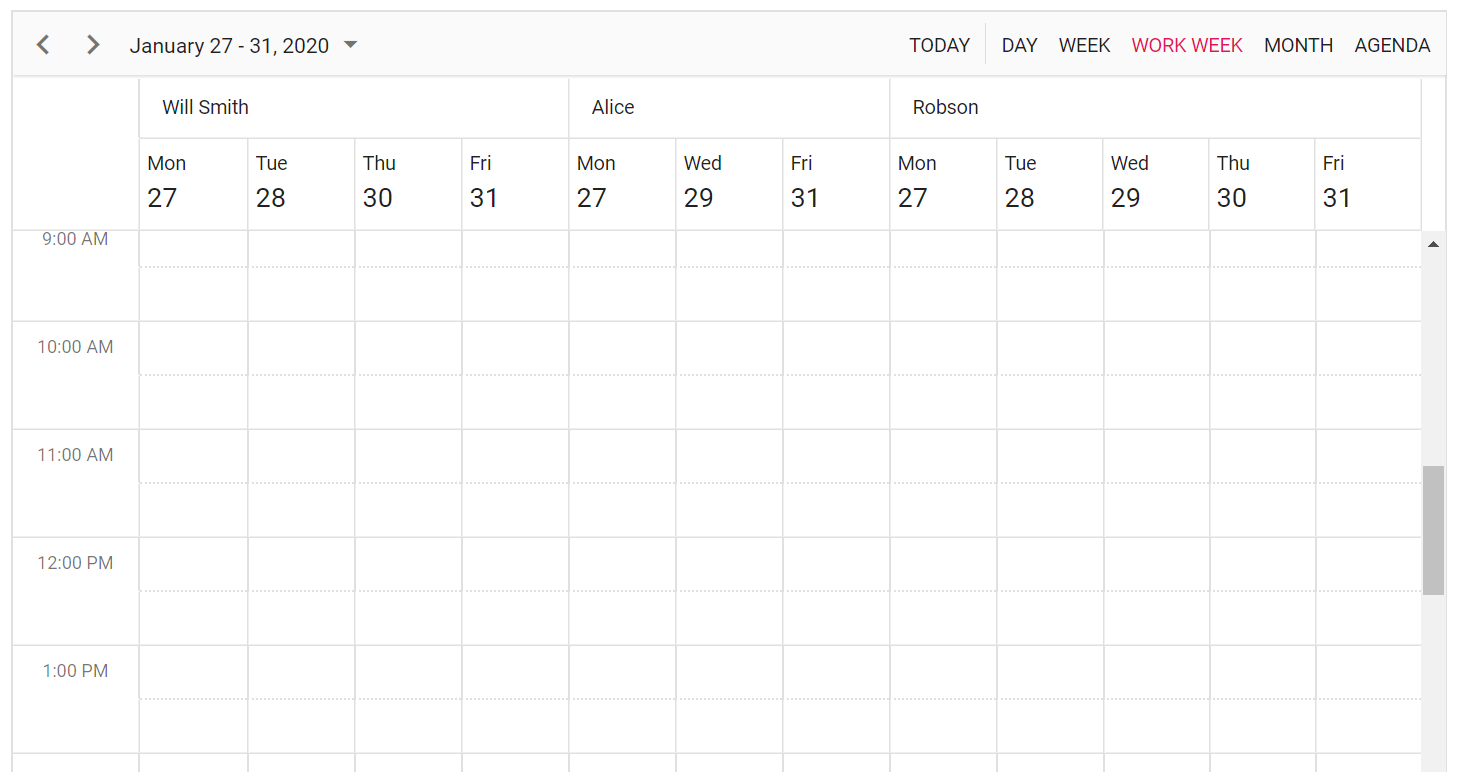 January 27 - 31, 2020 TODAY DAY WEEK WORK WEEK MONTH AGENDA
Will Smith Alice Robson
Mon Tue Thu Fri Mon Wed Fri Mon Tue Wed Thu Fri
27 28 30 31 27 29 31 27 28 29 30 31
9:00 AM
10:00 AM
11:00 AM
12:00 PM
1:00 PM